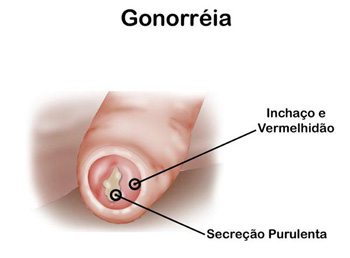 Gonorréia
Inchaço e
Vermelhidão
Secreção Purulenta